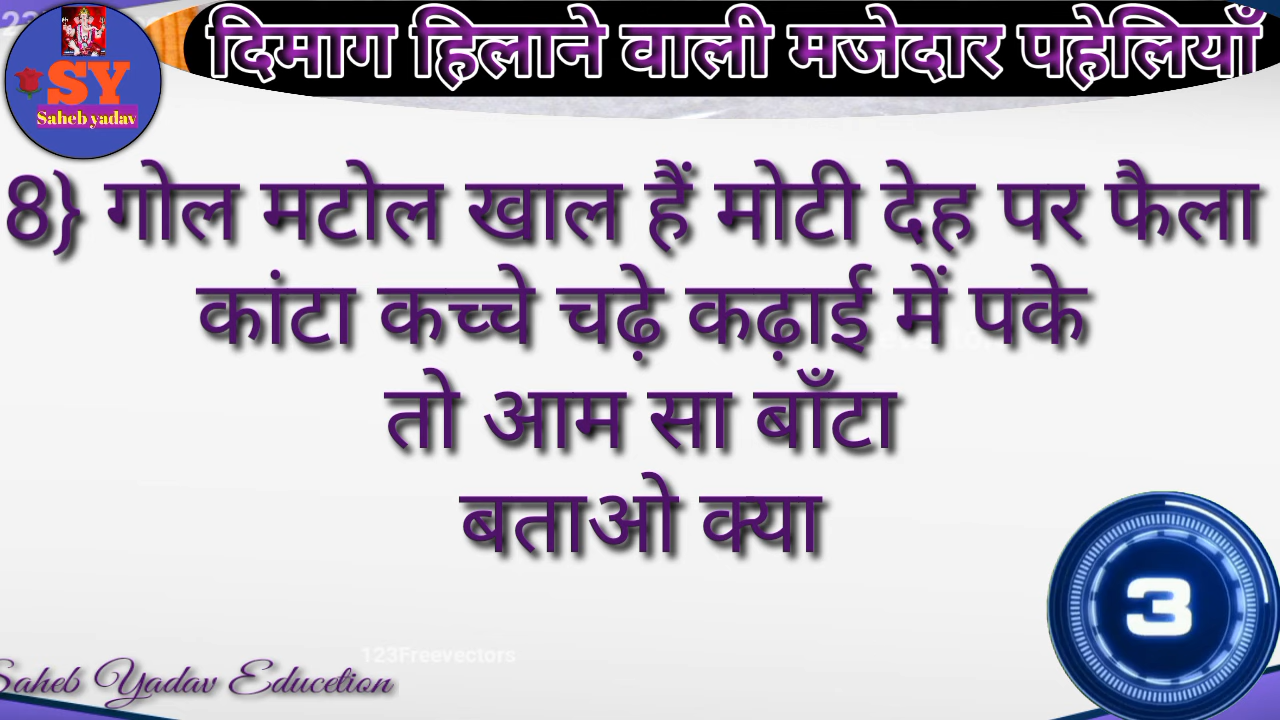 दिमाग हिलाने वाली मजेदार पहेलियाँ
SY
Saheb yadav
8} गोल मटोल खाल हैं मोटी देह पर फैला
कांटा कच्चे चढ़े कढ़ाई में पके
तो आम सा बाँटा
बताओ क्या
3
123Freevectors
Saheb Yadav Educetion